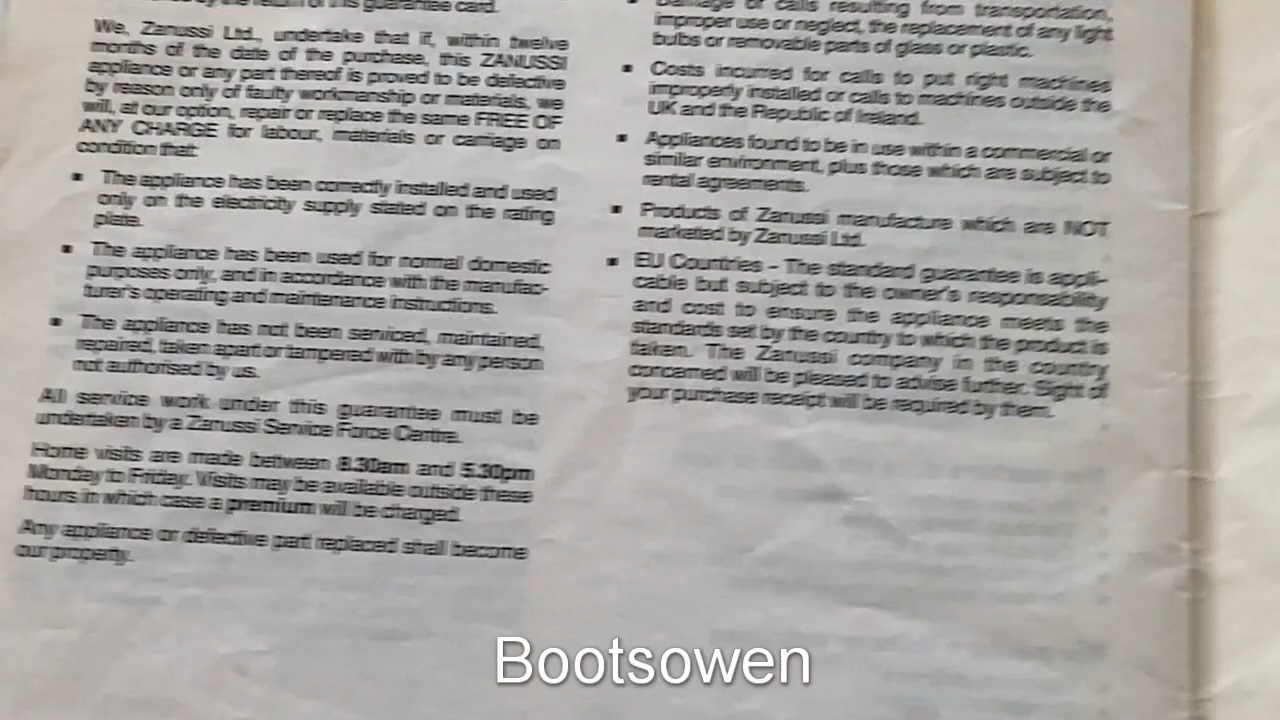 by the return of this guarantee card.
We, Zanussi Ltd., undertake that if, within twelve
months of the date of the purchase, this ZANUSSI
appliance or any part thereof is proved to be defective
by reason only of faulty workmanship or materials, we
will, at our option, repair or replace the same FREE OF
ANY CHARGE for labour, materials or carriage on
condition that:
▪ The appliance has been correctly installed and used
only on the electricity supply stated on the rating
plate.
▪ The appliance has been used for normal domestic
purposes only, and in accordance with the manufac-
turer's operating and maintenance instructions.
▪ The appliance has not been serviced, maintained,
repaired, taken apart or tampered with by any person
not authorised by us.
All service work under this guarantee must be
undertaken by a Zanussi Service Force Centre.
Home visits are made between 8.30am and 5.30pm
Monday to Friday. Visits may be available outside these
hours in which case a premium will be charged.
Any appliance or defective part replaced shall become
our property.
▪ Damage or calls resulting from transportation,
improper use or neglect, the replacement of any light
bulbs or removable parts of glass or plastic.
▪ Costs incurred for calls to put right machines
improperly installed or calls to machines outside the
UK and the Republic of Ireland.
▪ Appliances found to be in use within a commercial or
similar environment, plus those which are subject to
rental agreements.
▪ Products of Zanussi manufacture which are NOT
marketed by Zanussi Ltd.
▪ EU Countries - The standard guarantee is appli-
cable but subject to the owner's responsability
and cost to ensure the appliance meets the
standards set by the country to which the product is
taken. The Zanussi company in the country
concerned will be pleased to advise further. Sight of
your purchase receipt will be required by them.
Bootsowen